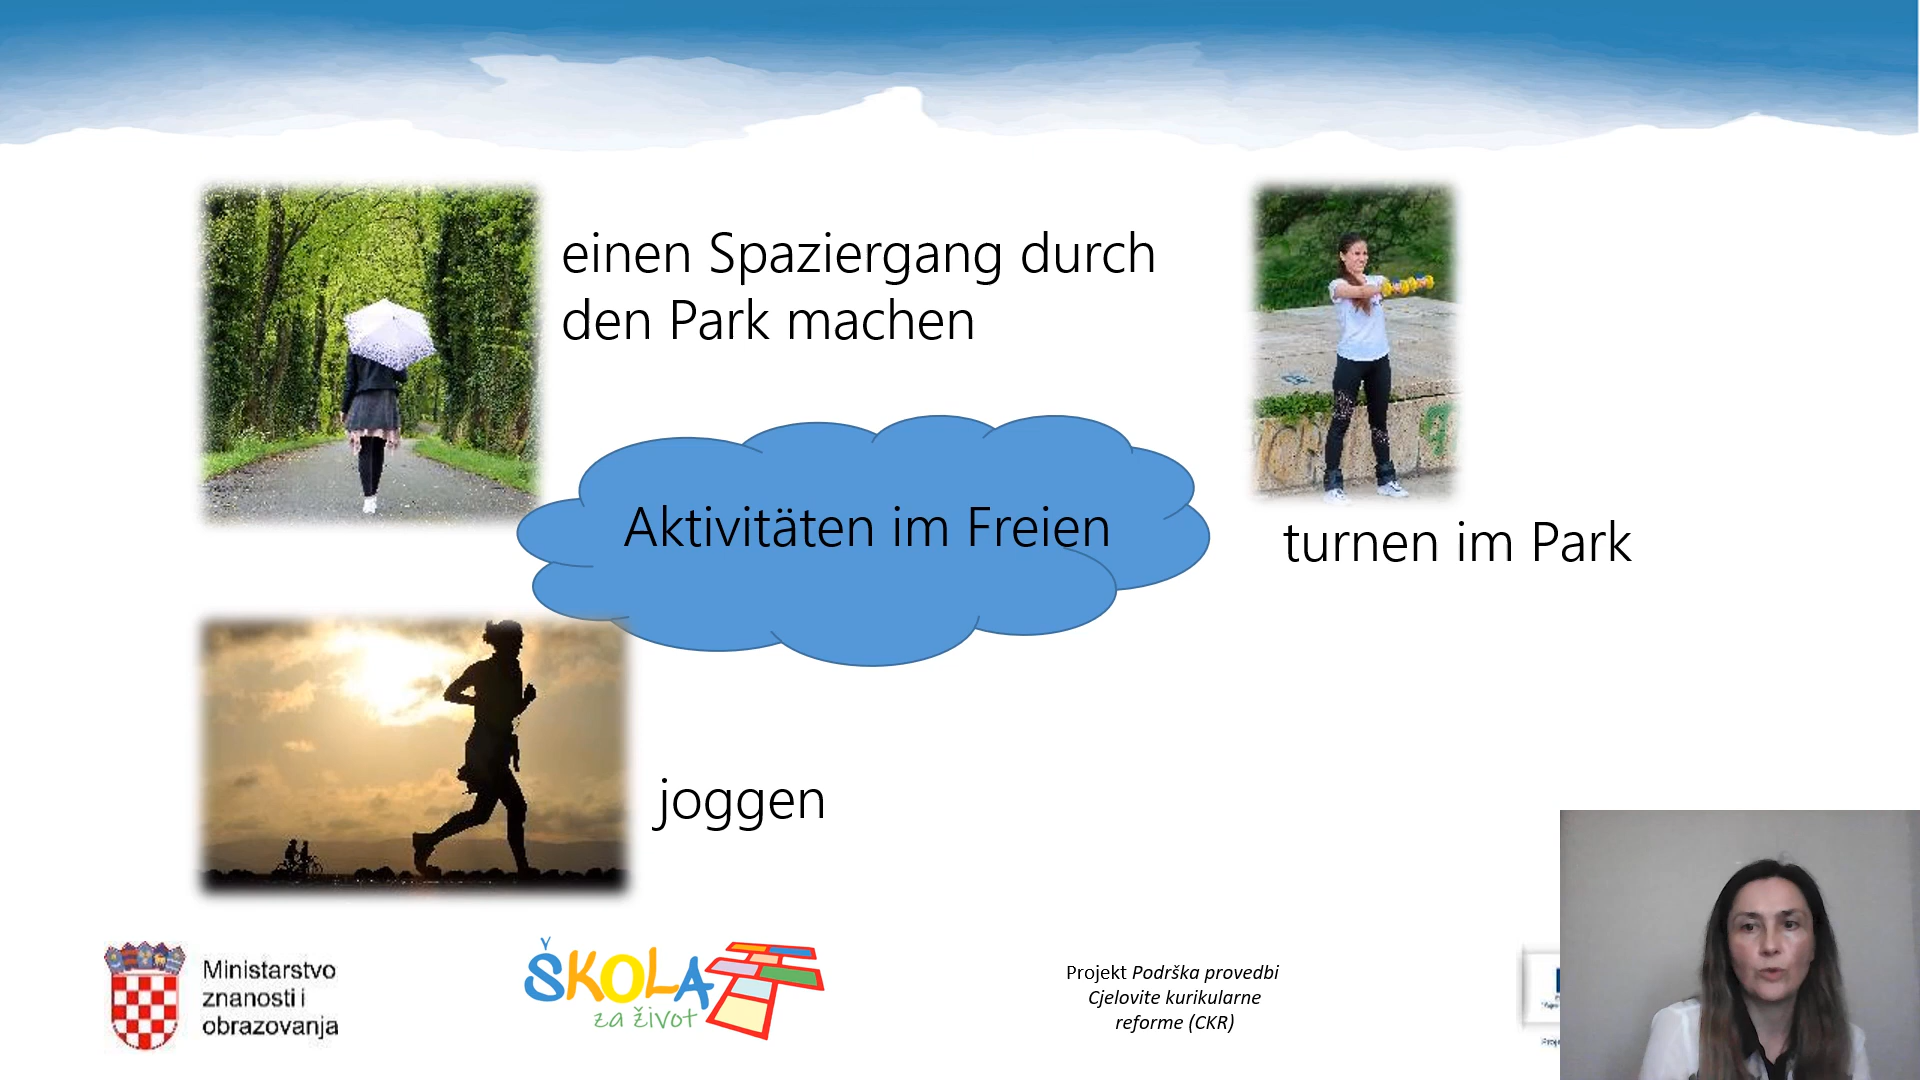 einen Spaziergang durch
den Park machen
Aktivitäten im Freien
turnen im Park
joggen
Ministarstvo
znanosti i
obrazovanja
ŠKOLA
za život
Projekt Podrška provedbi
Cjelovite kurikularne
reforme (CKR)